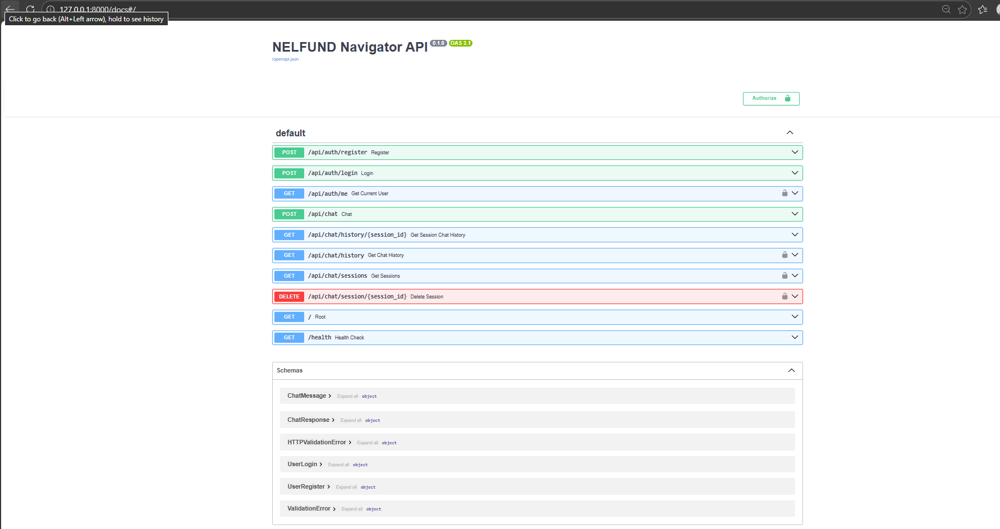 127.0.0.1:8000/docs#/
Click to go back (Alt+Left arrow), hold to see history
NELFUND Navigator API 0.1.0 OAS 3.1
/openapi.json
Authorize
default
POST /api/auth/register Register
POST /api/auth/login Login
GET /api/auth/me Get Current User
POST /api/chat Chat
GET /api/chat/history/{session_id} Get Session Chat History
GET /api/chat/history Get Chat History
GET /api/chat/sessions Get Sessions
DELETE /api/chat/session/{session_id} Delete Session
GET / Root
GET /health Health Check
Schemas
ChatMessage Expand all object
ChatResponse Expand all object
HTTPValidationError Expand all object
UserLogin Expand all object
UserRegister Expand all object
ValidationError Expand all object